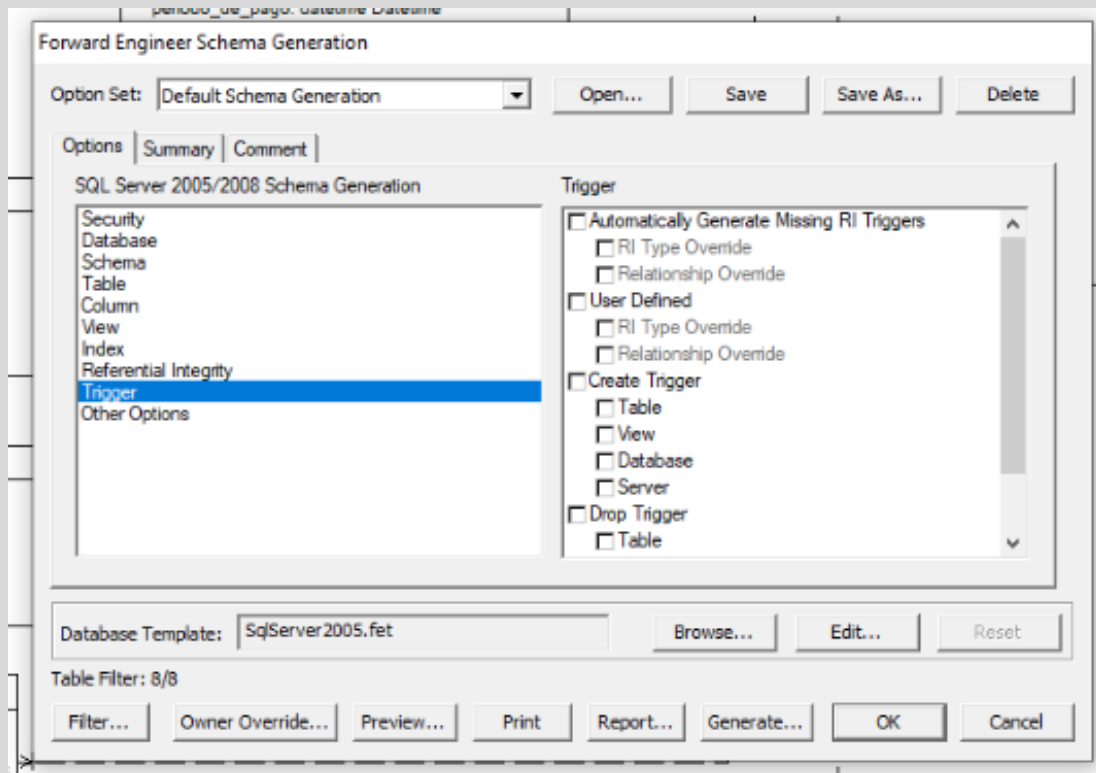 periodo_de_pago: datetime Datetime
Forward Engineer Schema Generation
Option Set: Default Schema Generation Open... Save Save As... Delete
Options Summary Comment
SQL Server 2005/2008 Schema Generation
Security
Database
Schema
Table
Column
View
Index
Referential Integrity
Trigger
Other Options
Trigger
Automatically Generate Missing RI Triggers
RI Type Override
Relationship Override
User Defined
RI Type Override
Relationship Override
Create Trigger
Table
View
Database
Server
Drop Trigger
Table
Database Template: SqlServer2005.fet Browse... Edit... Reset
Table Filter: 8/8
Filter... Owner Override... Preview... Print Report... Generate... OK Cancel